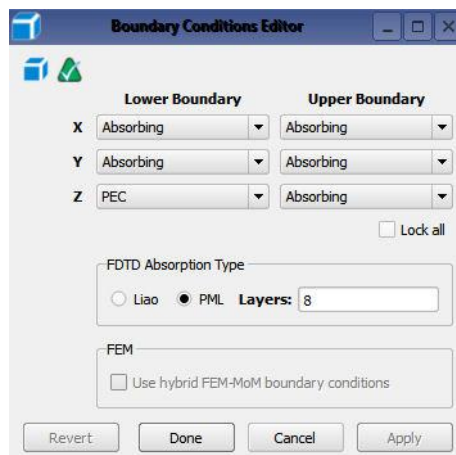 Boundary Conditions Editor
Lower Boundary Upper Boundary
X Absorbing Absorbing
Y Absorbing Absorbing
Z PEC Absorbing
Lock all
FDTD Absorption Type
Liao PML Layers: 8
FEM
Use hybrid FEM-MoM boundary conditions
Revert Done Cancel Apply